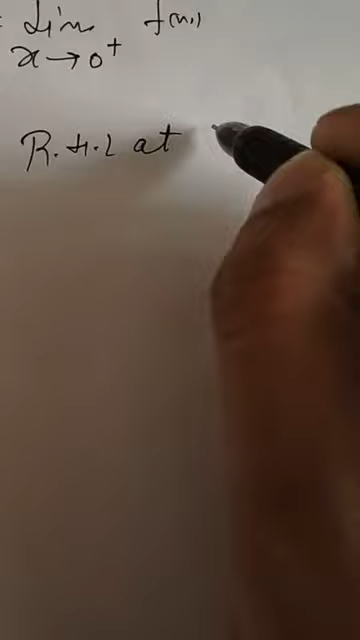 = Lim f(x)
x → 0⁺
R.H.L at